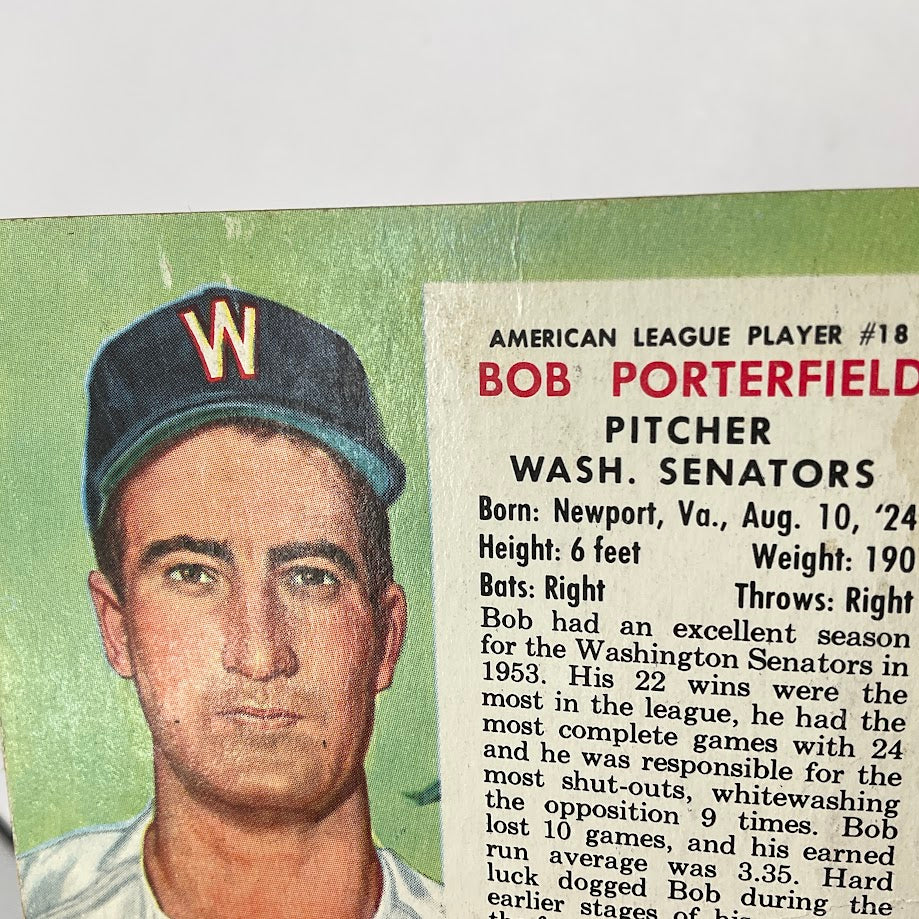 W
AMERICAN LEAGUE PLAYER #18
BOB PORTERFIELD
PITCHER
WASH. SENATORS
Born: Newport, Va., Aug. 10, '24
Height: 6 feet Weight: 190
Bats: Right Throws: Right
Bob had an excellent season
for the Washington Senators in
1953. His 22 wins were the
most in the league, he had the
most complete games with 24
and he was responsible for the
most shut-outs, whitewashing
the opposition 9 times. Bob
lost 10 games, and his earned
run average was 3.35. Hard
luck dogged Bob during the
earlier stages of his